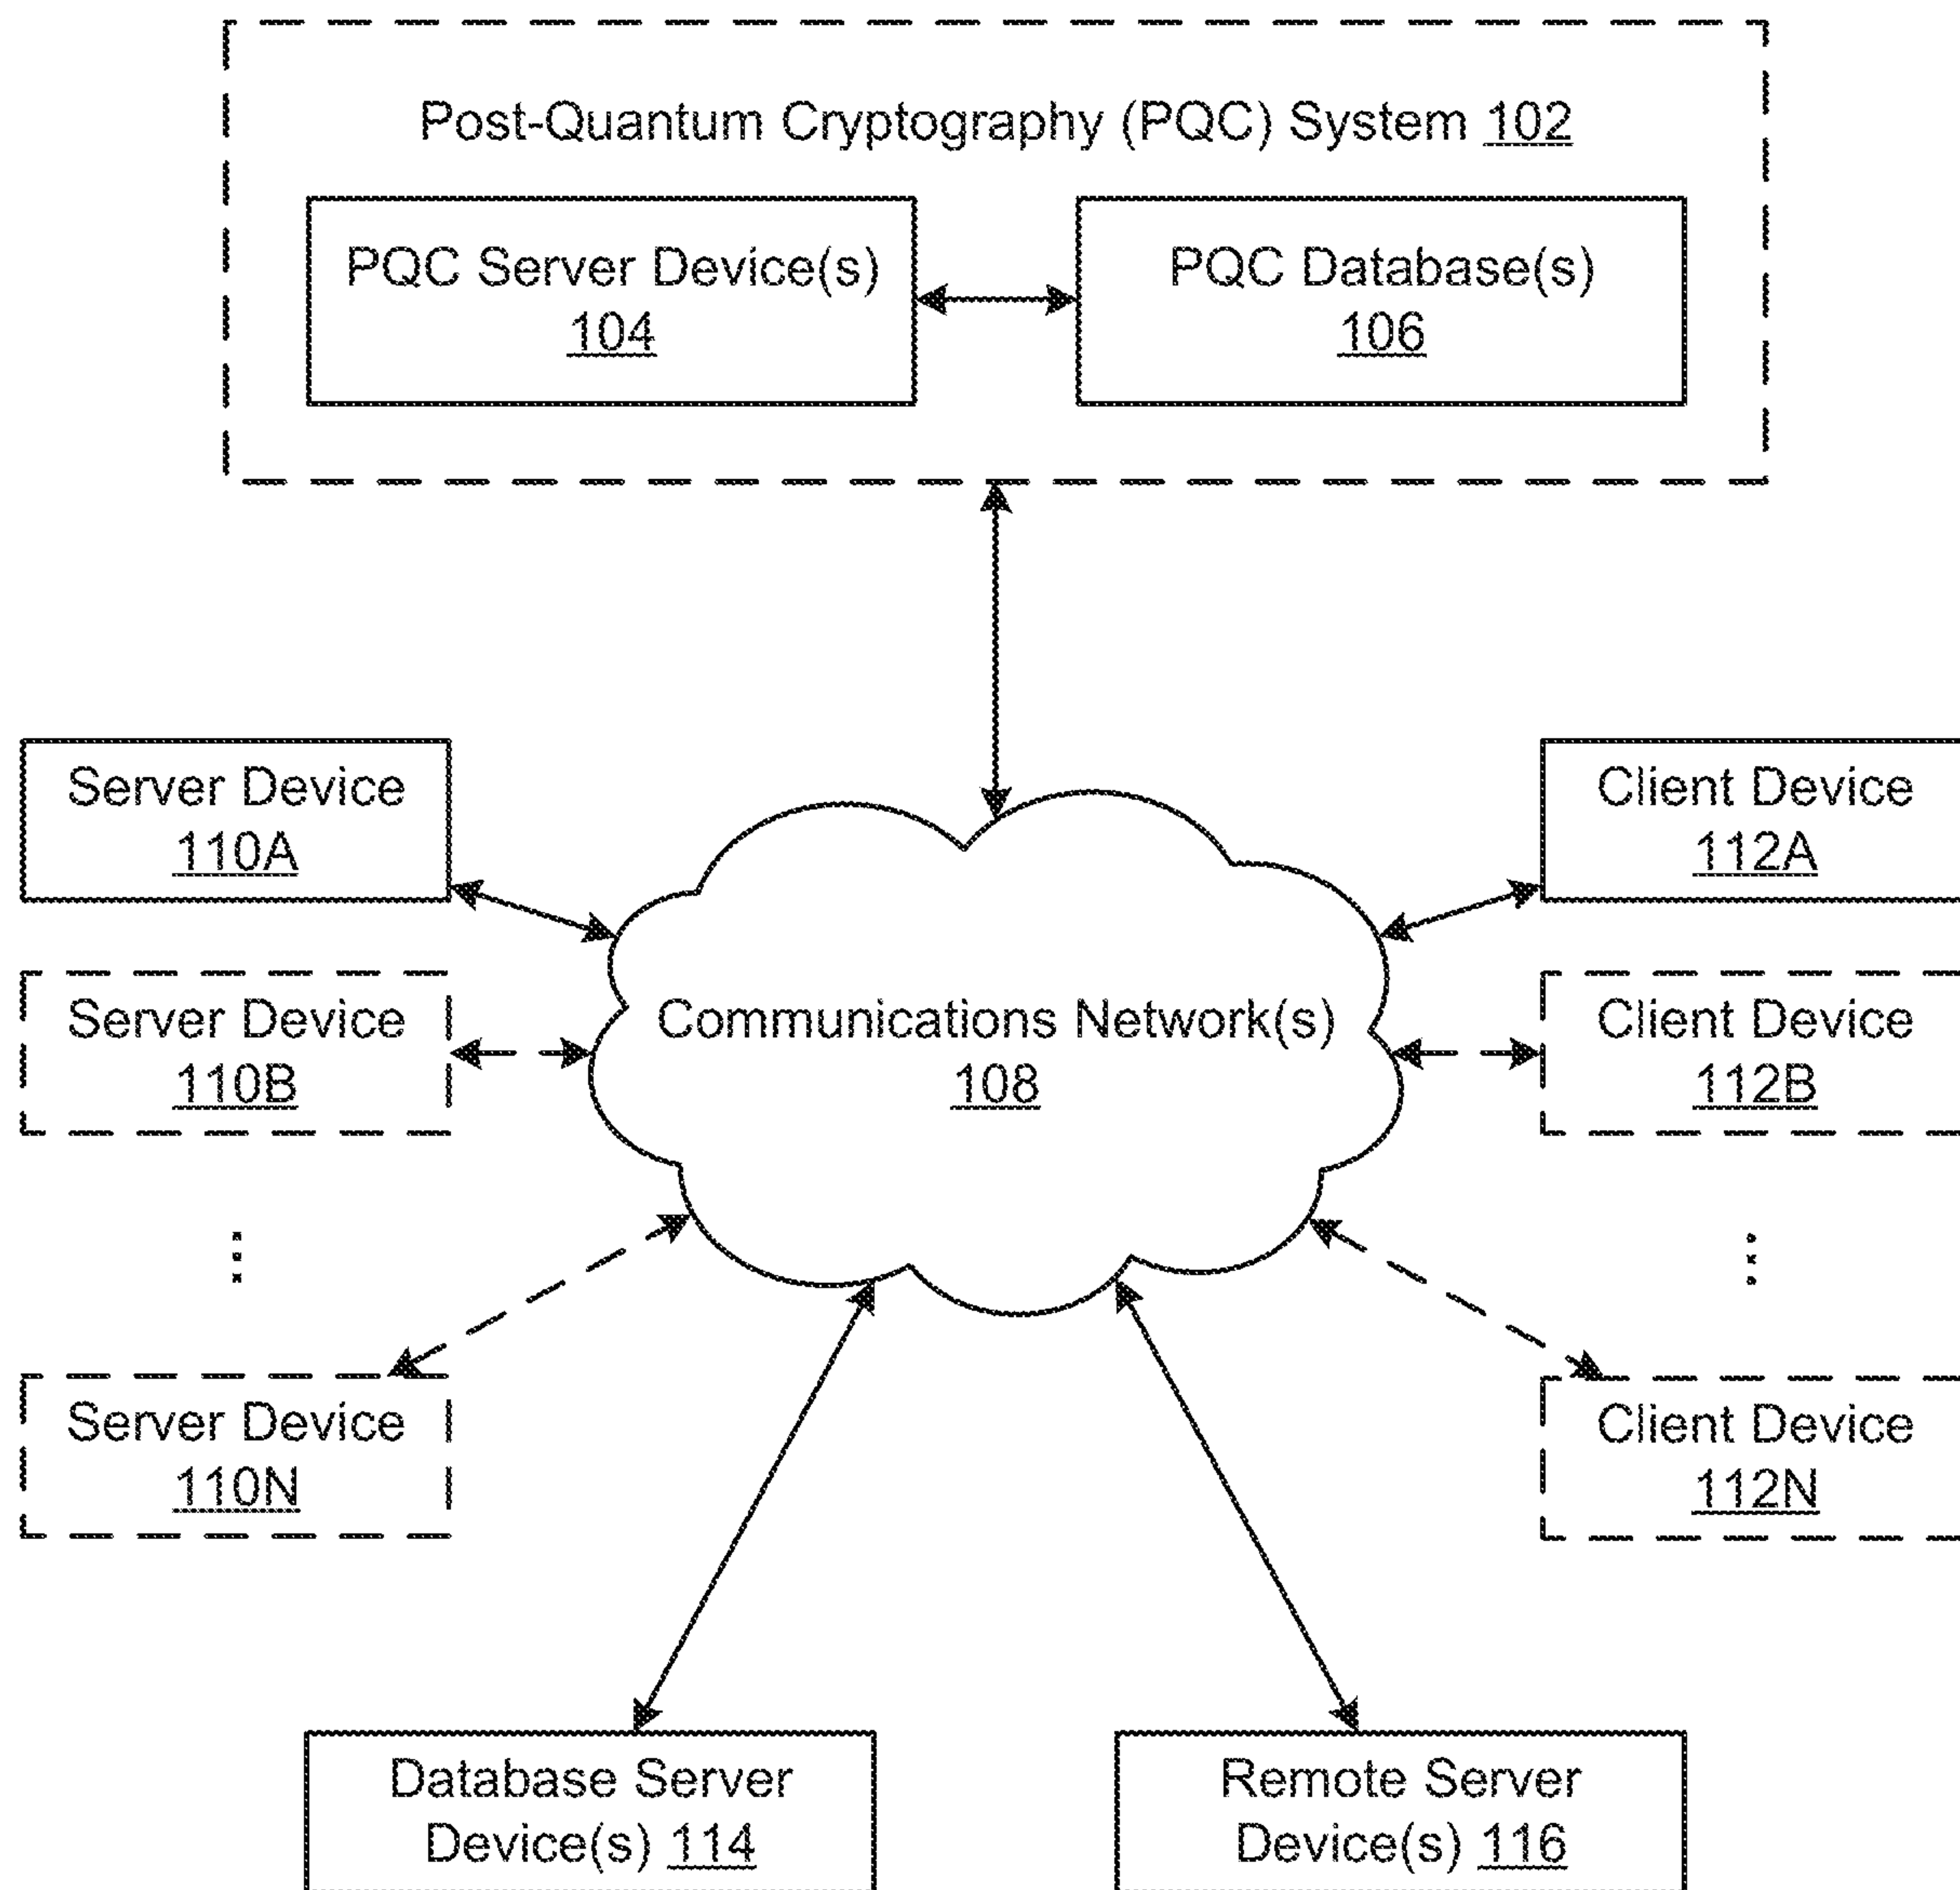 Post-Quantum Cryptography (PQC) System 102
PQC Server Device(s)
104
PQC Database(s)
106
Server Device
110A
Client Device
112A
Communications Network(s)
108
Server Device
110B
Client Device
112B
Server Device
110N
Client Device
112N
Database Server
Device(s) 114
Remote Server
Device(s) 116